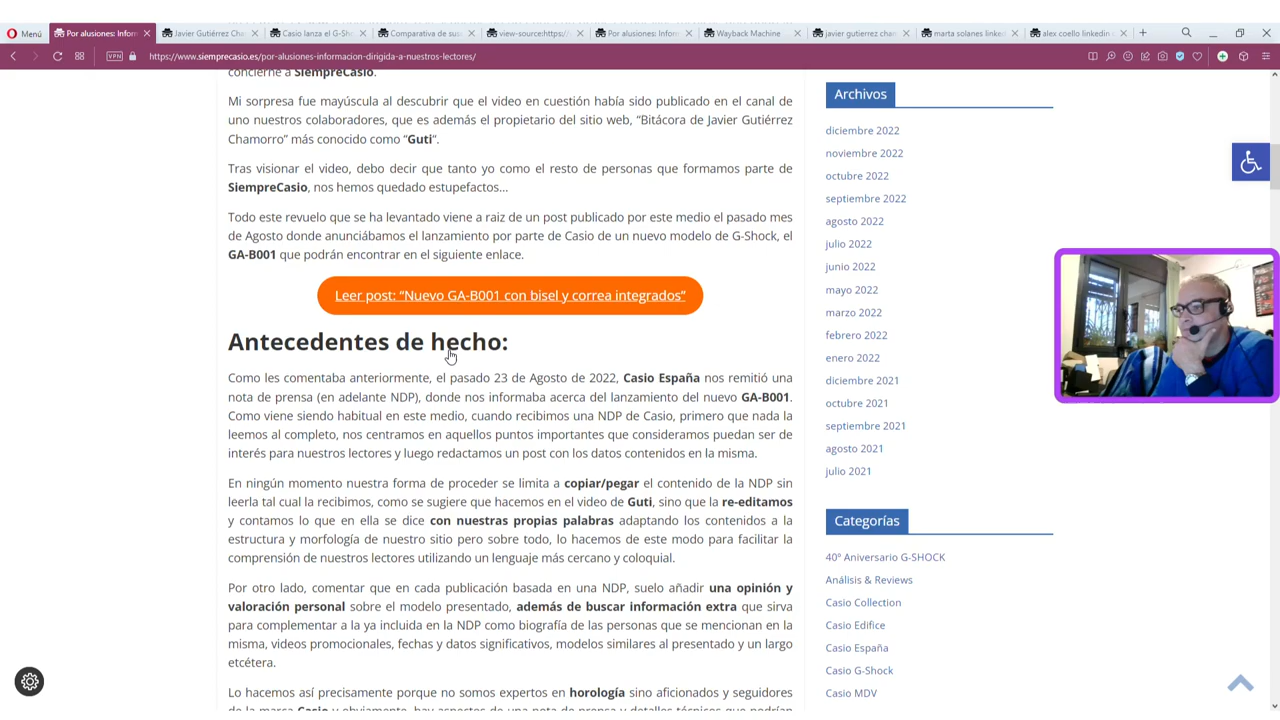 Menú
Por alusiones: Inform
Javier Gutiérrez Cha
Casio lanza el G-Sh
Comparativa de sus
view-source:https://
Por alusiones: Inform
Wayback Machine
javier gutierrez cha
marta solanes linke
alex coello linkedin
VPN
https://www.siemprecasio.es/por-alusiones-informacion-dirigida-a-nuestros-lectores/
concierne a SiempreCasio.
Mi sorpresa fue mayúscula al descubrir que el video en cuestión había sido publicado en el canal de
uno nuestros colaboradores, que es además el propietario del sitio web, “Bitácora de Javier Gutiérrez
Chamorro” más conocido como “Guti“.
Tras visionar el video, debo decir que tanto yo como el resto de personas que formamos parte de
SiempreCasio, nos hemos quedado estupefactos…
Todo este revuelo que se ha levantado viene a raiz de un post publicado por este medio el pasado mes
de Agosto donde anunciábamos el lanzamiento por parte de Casio de un nuevo modelo de G-Shock, el
GA-B001 que podrán encontrar en el siguiente enlace.
Leer post: “Nuevo GA-B001 con bisel y correa integrados”
Antecedentes de hecho:
Como les comentaba anteriormente, el pasado 23 de Agosto de 2022, Casio España nos remitió una
nota de prensa (en adelante NDP), donde nos informaba acerca del lanzamiento del nuevo GA-B001.
Como viene siendo habitual en este medio, cuando recibimos una NDP de Casio, primero que nada la
leemos al completo, nos centramos en aquellos puntos importantes que consideramos puedan ser de
interés para nuestros lectores y luego redactamos un post con los datos contenidos en la misma.
En ningún momento nuestra forma de proceder se limita a copiar/pegar el contenido de la NDP sin
leerla tal cual la recibimos, como se sugiere que hacemos en el video de Guti, sino que la re-editamos
y contamos lo que en ella se dice con nuestras propias palabras adaptando los contenidos a la
estructura y morfología de nuestro sitio pero sobre todo, lo hacemos de este modo para facilitar la
comprensión de nuestros lectores utilizando un lenguaje más cercano y coloquial.
Por otro lado, comentar que en cada publicación basada en una NDP, suelo añadir una opinión y
valoración personal sobre el modelo presentado, además de buscar información extra que sirva
para complementar a la ya incluida en la NDP como biografía de las personas que se mencionan en la
misma, videos promocionales, fechas y datos significativos, modelos similares al presentado y un largo
etcétera.
Lo hacemos así precisamente porque no somos expertos en horología sino aficionados y seguidores
de la marca Casio y obviamente, hay aspectos de una nota de prensa y detalles técnicos que podrían
Archivos
diciembre 2022
noviembre 2022
octubre 2022
septiembre 2022
agosto 2022
julio 2022
junio 2022
mayo 2022
marzo 2022
febrero 2022
enero 2022
diciembre 2021
octubre 2021
septiembre 2021
agosto 2021
julio 2021
Categorías
40º Aniversario G-SHOCK
Análisis & Reviews
Casio Collection
Casio Edifice
Casio España
Casio G-Shock
Casio MDV